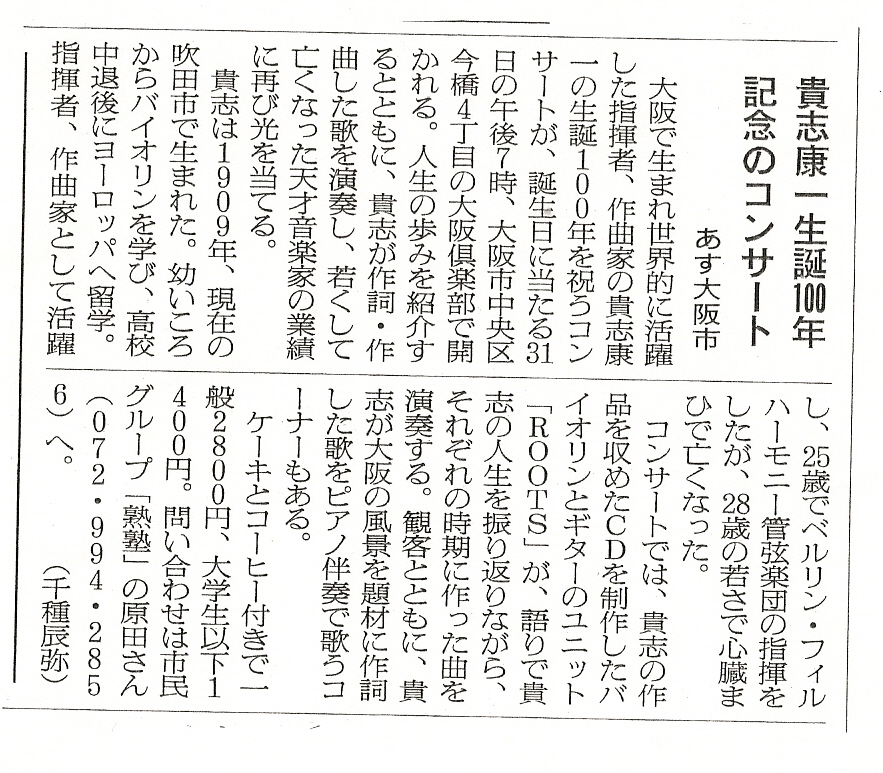 貴志康一生誕100年
記念のコンサート
あす大阪市
大阪で生まれ世界的に活躍
した指揮者、作曲家の貴志康
一の生誕100年を祝うコン
サートが、誕生日に当たる31
日の午後7時、大阪市中央区
今橋4丁目の大阪倶楽部で開
かれる。人生の歩みを紹介す
るとともに、貴志が作詞・作
曲した歌を演奏し、若くして
亡くなった天才音楽家の業績
に再び光を当てる。
貴志は1909年、現在の
吹田市で生まれた。幼いころ
からバイオリンを学び、高校
中退後にヨーロッパへ留学。
指揮者、作曲家として活躍
し、25歳でベルリン・フィル
ハーモニー管弦楽団の指揮を
したが、28歳の若さで心臓ま
ひで亡くなった。
コンサートでは、貴志の作
品を収めたCDを制作したバ
イオリンとギターのユニット
「ROOTS」が、語りで貴
志の人生を振り返りながら、
それぞれの時期に作った曲を
演奏する。観客とともに、貴
志が大阪の風景を題材に作詞
した歌をピアノ伴奏で歌うコ
ーナーもある。
ケーキとコーヒー付きで一
般2800円、大学生以下1
400円。問い合わせは市民
グループ「熟塾」の原田さん
(072・994・285
6)へ。
(千種辰弥)